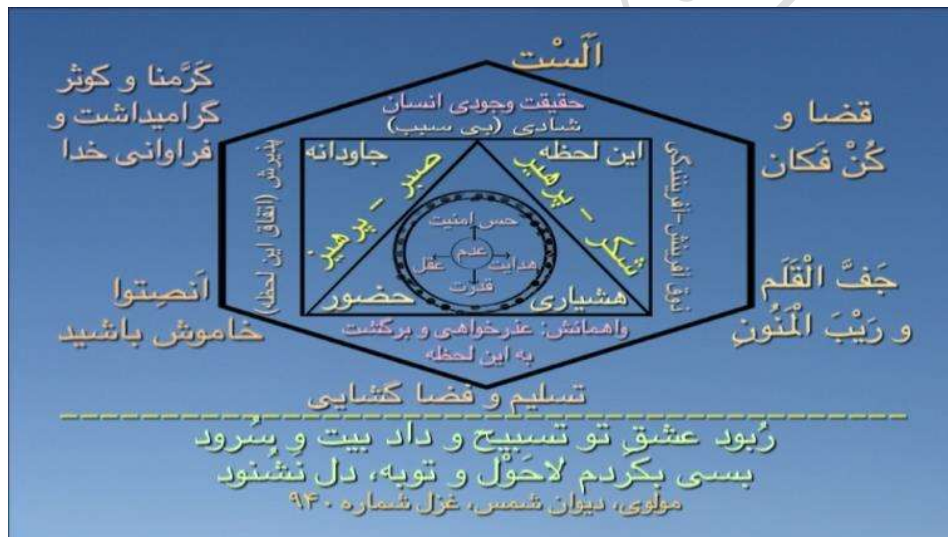 اَلَسْت
کَرَّمنا و کوثر
گرامیداشت و
فراوانی خدا
قضا و
کُنْ فَکان
حقیقت وجودی انسان
شادی (بی سبب)
این لحظه
جاودانه
صبر - پرهیز
شکر - پرهیز
پذیرش (اتفاق این لحظه)
ذوق آفرینش-آفرینندگی
حس امنیت
عدم
هدایت
عقل
قدرت
هشیاری
حضور
اَنصِتوا
خاموش باشید
جَفَّ الْقَلَم
و رَیْبَ الْمَنُونِ
واهمانش: عذرخواهی و برگشت
به این لحظه
تسلیم و فضا گشایی
رُبود عشقِ تو تسبیح و داد بیت و سُرود
بسی بکردم لاحَوْل و توبه، دل نَشْنود
مولوی، دیوان شمس، غزل شماره ۹۴۰